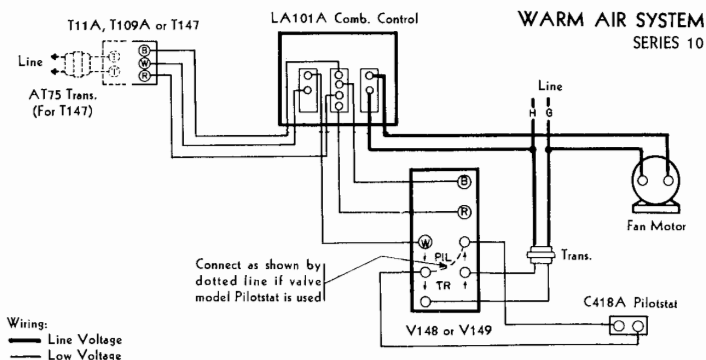 WARM AIR SYSTEM
SERIES 10
T11A, T109A or T147
LA101A Comb. Control
Line
T
T
B
W
R
AT75 Trans.
(For T147)
Line
H G
Fan Motor
B
R
W
PIL
TR
Trans.
Connect as shown by
dotted line if valve
model Pilotstat is used
C418A Pilotstat
V148 or V149
Wiring:
Line Voltage
Low Voltage